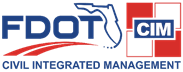 FDOT CIM
CIVIL INTEGRATED MANAGEMENT